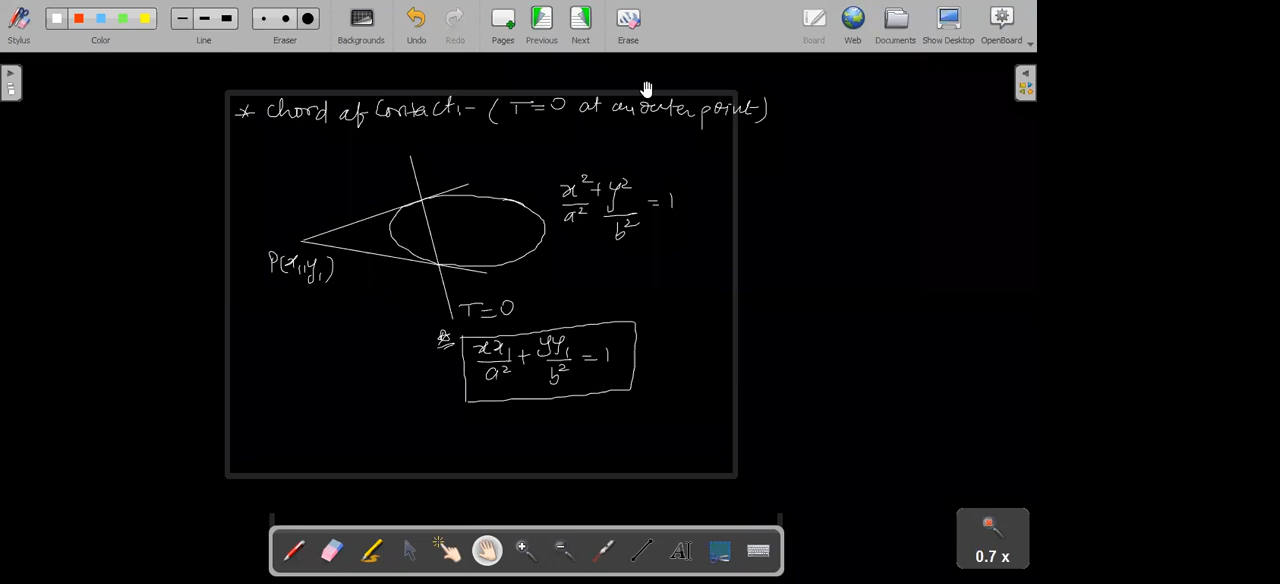 Stylus Color Line Eraser Backgrounds Undo Redo Pages Previous Next Erase Board Web Documents Show Desktop OpenBoard
* Chord of Contact :- ( T=0 at an outer point )
x²/a² + y²/b² = 1
P(x₁,y₁)
T=0
xx₁/a² + yy₁/b² = 1
0.7 x